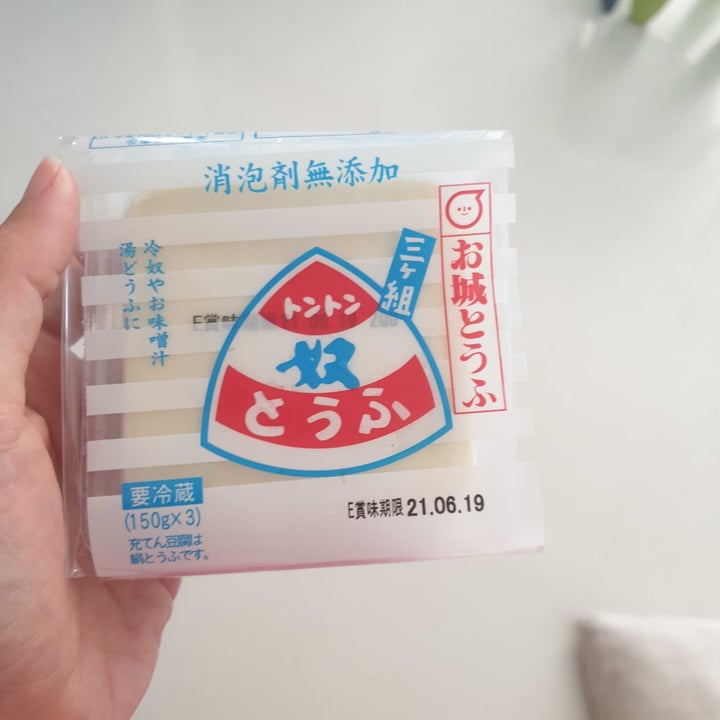 消泡剤無添加
お城とうふ
三ヶ組
冷奴やお味噌汁
湯どうふに
トントン
奴
とうふ
要冷蔵
(150g×3)
充てん豆腐は
絹とうふです。
E賞味期限 21.06.19